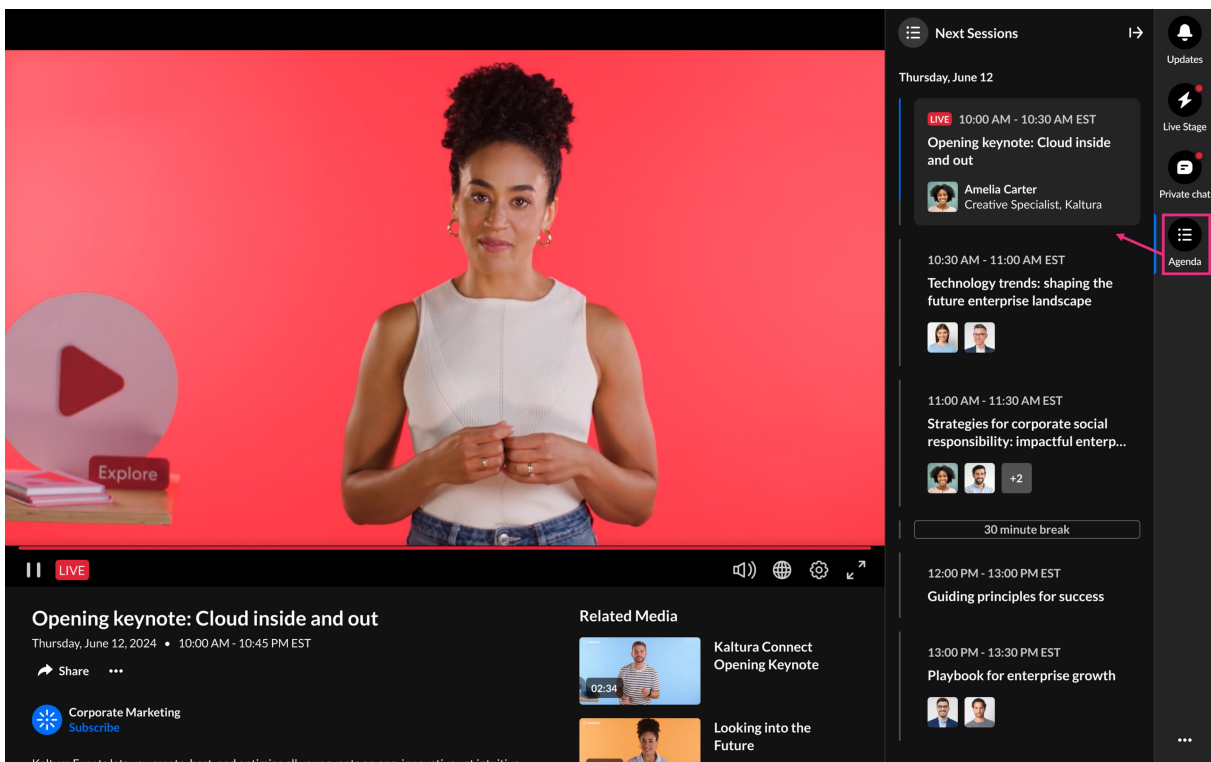 Explore
LIVE
Opening keynote: Cloud inside and out
Thursday, June 12, 2024 • 10:00 AM - 10:45 PM EST
Share
Corporate Marketing
Subscribe
Related Media
02:34
Kaltura Connect
Opening Keynote
Looking into the
Future
Next Sessions
Thursday, June 12
LIVE 10:00 AM - 10:30 AM EST
Opening keynote: Cloud inside
and out
Amelia Carter
Creative Specialist, Kaltura
10:30 AM - 11:00 AM EST
Technology trends: shaping the
future enterprise landscape
11:00 AM - 11:30 AM EST
Strategies for corporate social
responsibility: impactful enterp...
+2
30 minute break
12:00 PM - 13:00 PM EST
Guiding principles for success
13:00 PM - 13:30 PM EST
Playbook for enterprise growth
Updates
Live Stage
Private chat
Agenda